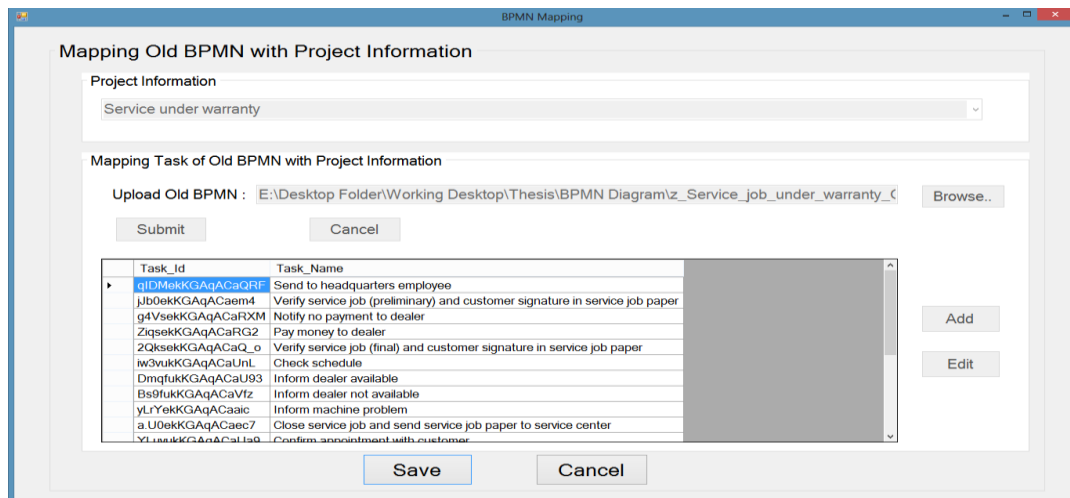 BPMN Mapping
Mapping Old BPMN with Project Information
Project Information
Service under warranty
Mapping Task of Old BPMN with Project Information
Upload Old BPMN : E:\Desktop Folder\Working Desktop\Thesis\BPMN Diagram\z_Service_job_under_warranty_( Browse..
Submit Cancel
Task_Id Task_Name
qIDMekKGAqACaQRF Send to headquarters employee
jJb0ekKGAqACaem4 Verify service job (preliminary) and customer signature in service job paper
g4VsekKGAqACaRXM Notify no payment to dealer
Add
ZiqsekKGAqACaRG2 Pay money to dealer
2QksekKGAqACaQ_o Verify service job (final) and customer signature in service job paper
iw3vukKGAqACaUnL Check schedule
Edit
DmqfukKGAqACaU93 Inform dealer available
Bs9fukKGAqACaVfz Inform dealer not available
yLrYekKGAqACaaic Inform machine problem
a.U0ekKGAqACaec7 Close service job and send service job paper to service center
YLuvukKGAqACaUa9 Confirm appointment with customer
Save Cancel